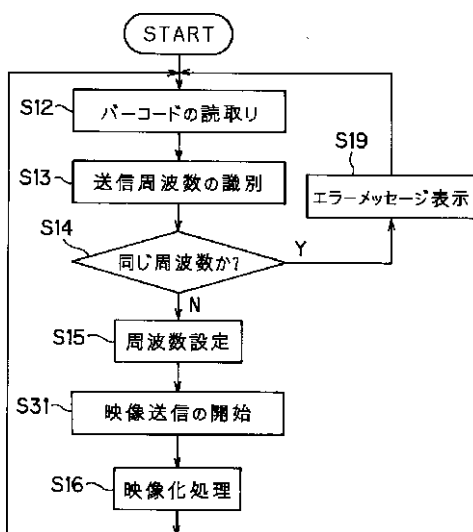 START
S12
バーコードの読取り
S13
送信周波数の識別
S19
エラーメッセージ表示
S14
同じ周波数か?
Y
N
S15
周波数設定
S31
映像送信の開始
S16
映像化処理